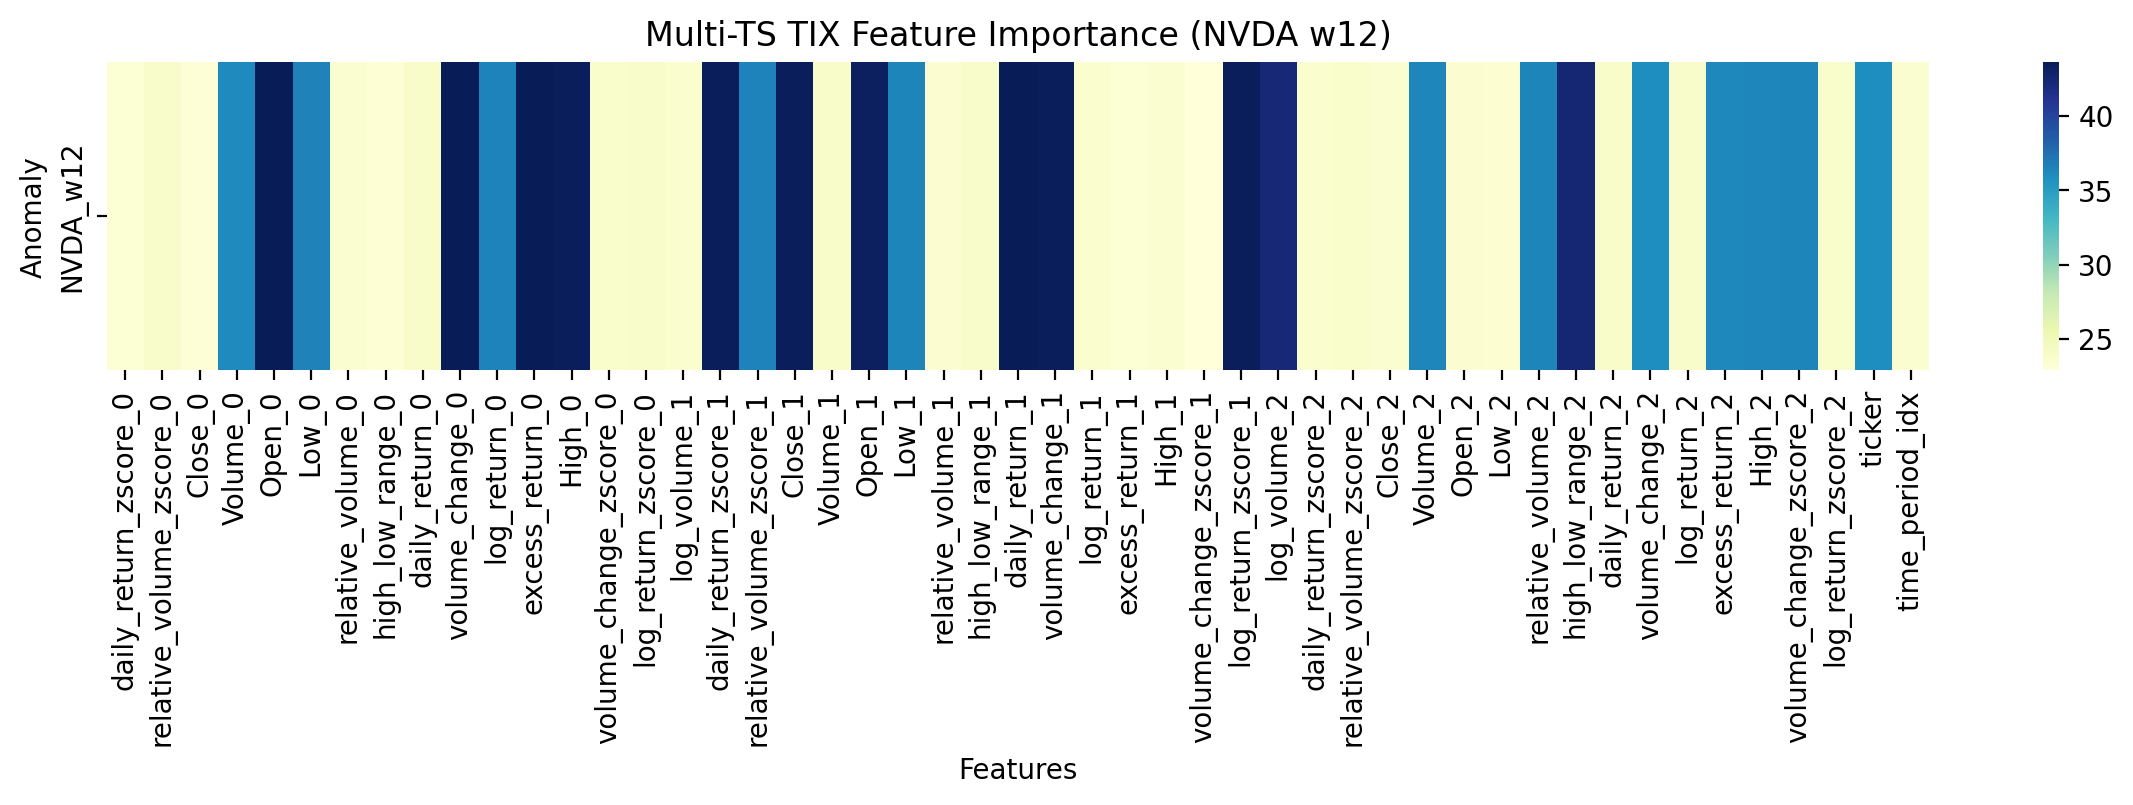 Multi-TS TIX Feature Importance (NVDA w12)
Anomaly
NVDA_w12
40
35
30
25
daily_return_zscore_0
relative_volume_zscore_0
Close_0
Volume_0
Open_0
Low_0
relative_volume_0
high_low_range_0
daily_return_0
volume_change_0
log_return_0
excess_return_0
High_0
volume_change_zscore_0
log_return_zscore_0
log_volume_1
daily_return_zscore_1
relative_volume_zscore_1
Close_1
Volume_1
Open_1
Low_1
relative_volume_1
high_low_range_1
daily_return_1
volume_change_1
log_return_1
excess_return_1
High_1
volume_change_zscore_1
log_return_zscore_1
log_volume_2
daily_return_zscore_2
relative_volume_zscore_2
Close_2
Volume_2
Open_2
Low_2
relative_volume_2
high_low_range_2
daily_return_2
volume_change_2
log_return_2
excess_return_2
High_2
volume_change_zscore_2
log_return_zscore_2
ticker
time_period_idx
Features